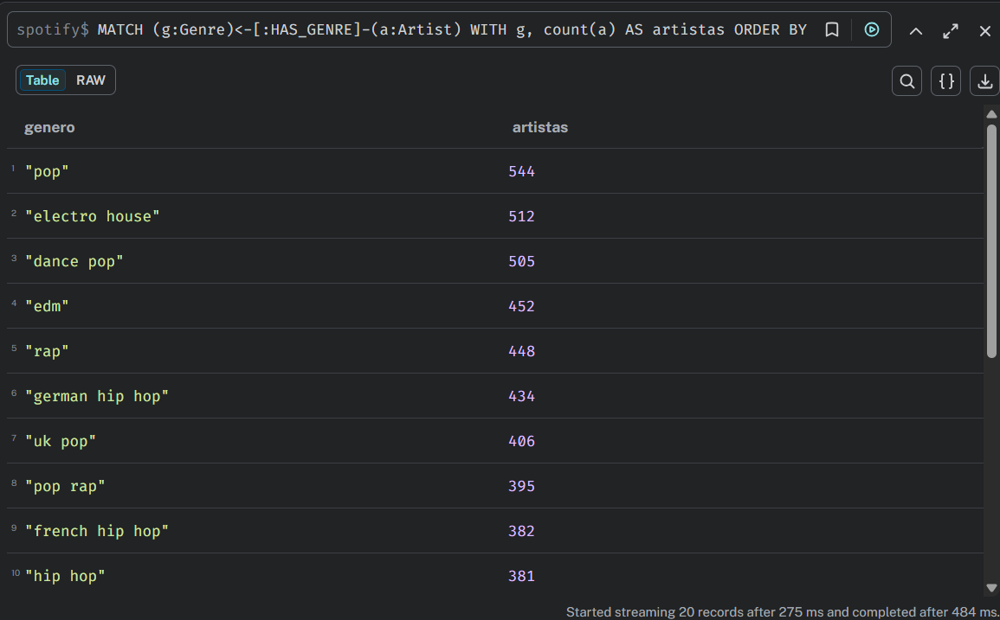 spotify$ MATCH (g:Genre)<-[:HAS_GENRE]-(a:Artist) WITH g, count(a) AS artistas ORDER BY
Table RAW
genero artistas
1 "pop" 544
2 "electro house" 512
3 "dance pop" 505
4 "edm" 452
5 "rap" 448
6 "german hip hop" 434
7 "uk pop" 406
8 "pop rap" 395
9 "french hip hop" 382
10 "hip hop" 381
Started streaming 20 records after 275 ms and completed after 484 ms.